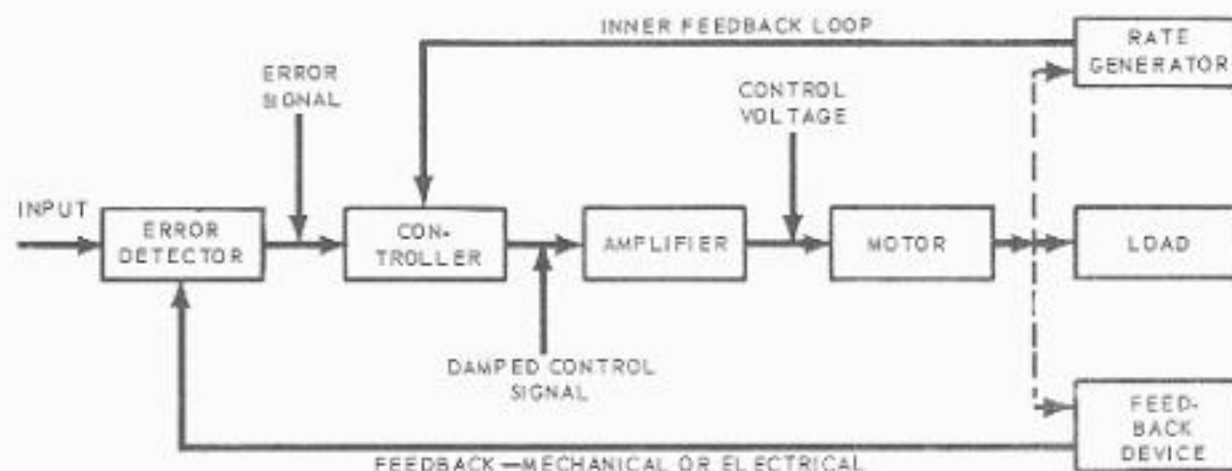 INNER FEEDBACK LOOP
RATE
GENERATOR
ERROR
SIGNAL
CONTROL
VOLTAGE
INPUT
ERROR
DETECTOR
CON-
TROLLER
AMPLIFIER
MOTOR
LOAD
DAMPED CONTROL
SIGNAL
FEED-
BACK
DEVICE
FEEDBACK—MECHANICAL OR ELECTRICAL